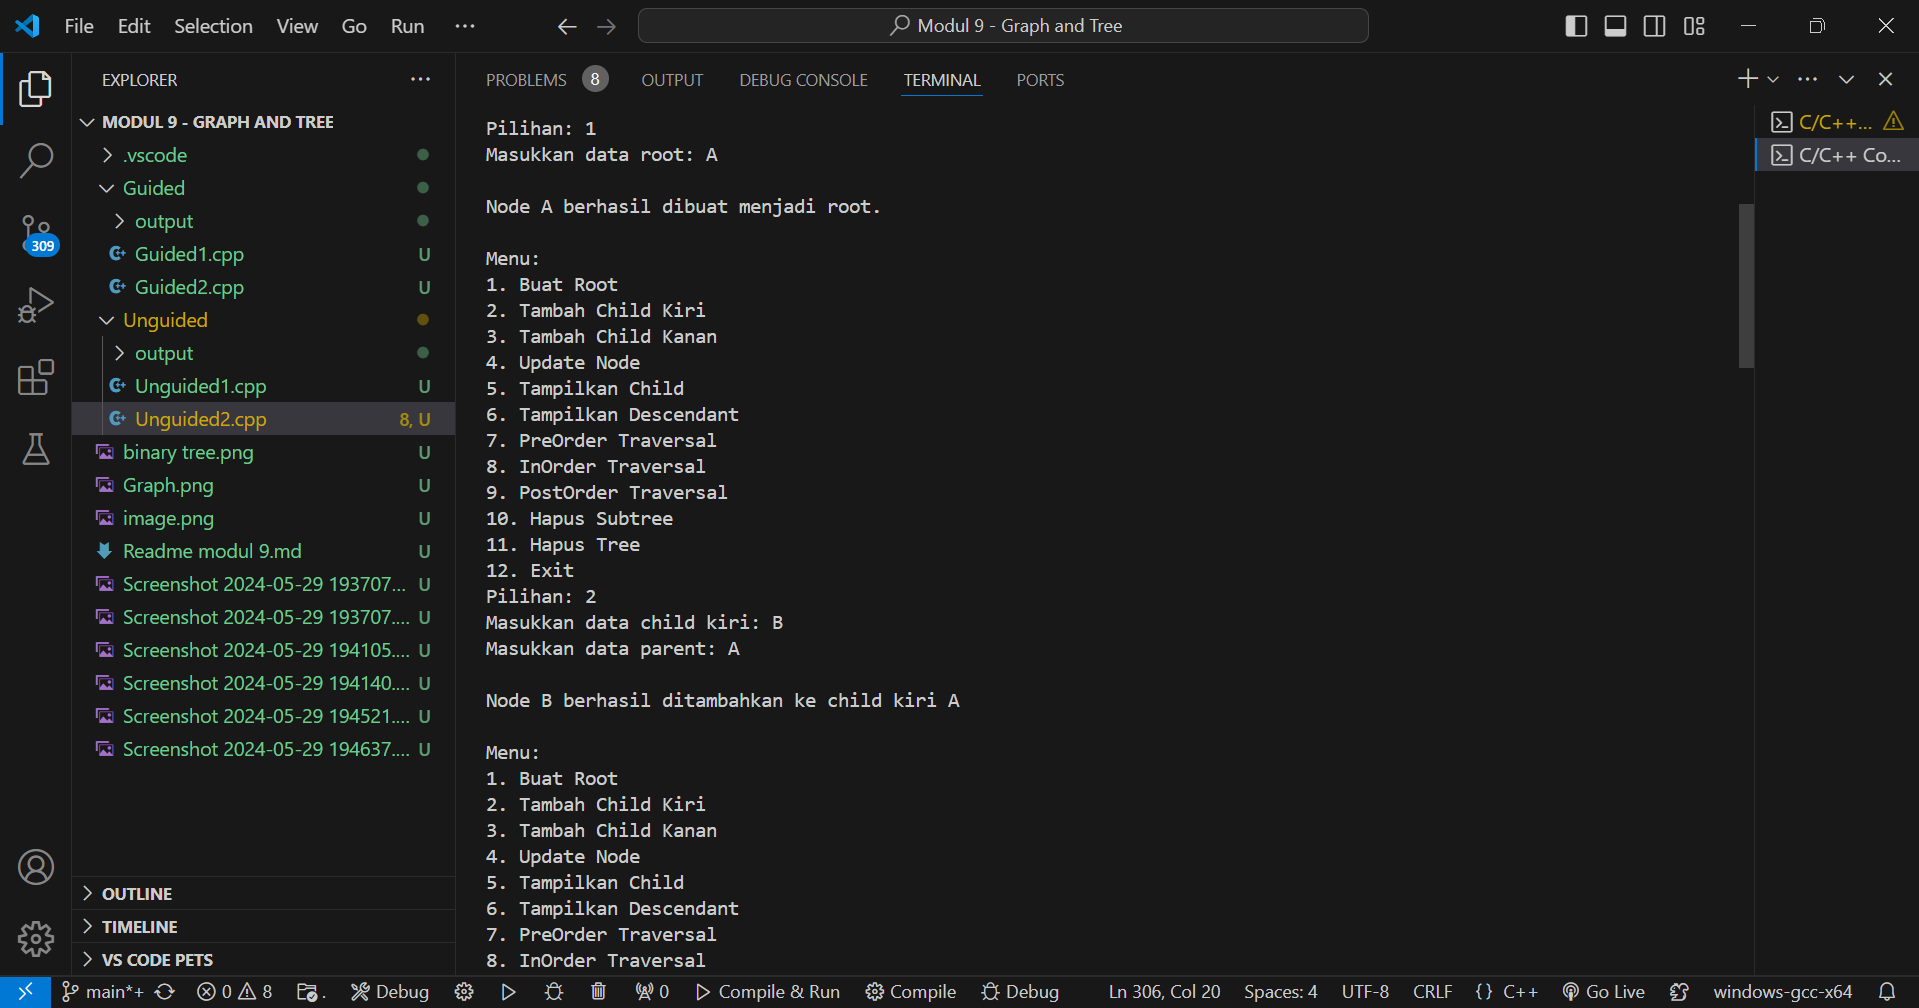 File Edit Selection View Go Run ···
Modul 9 - Graph and Tree
EXPLORER
MODUL 9 - GRAPH AND TREE
.vscode
Guided
output
Guided1.cpp U
Guided2.cpp U
Unguided
output
Unguided1.cpp U
Unguided2.cpp 8, U
binary tree.png U
Graph.png U
image.png U
Readme modul 9.md U
Screenshot 2024-05-29 193707... U
Screenshot 2024-05-29 193707.... U
Screenshot 2024-05-29 194105.... U
Screenshot 2024-05-29 194140.... U
Screenshot 2024-05-29 194521.... U
Screenshot 2024-05-29 194637.... U
OUTLINE
TIMELINE
VS CODE PETS
309
PROBLEMS 8 OUTPUT DEBUG CONSOLE TERMINAL PORTS
Pilihan: 1
Masukkan data root: A
Node A berhasil dibuat menjadi root.
Menu:
1. Buat Root
2. Tambah Child Kiri
3. Tambah Child Kanan
4. Update Node
5. Tampilkan Child
6. Tampilkan Descendant
7. PreOrder Traversal
8. InOrder Traversal
9. PostOrder Traversal
10. Hapus Subtree
11. Hapus Tree
12. Exit
Pilihan: 2
Masukkan data child kiri: B
Masukkan data parent: A
Node B berhasil ditambahkan ke child kiri A
Menu:
1. Buat Root
2. Tambah Child Kiri
3. Tambah Child Kanan
4. Update Node
5. Tampilkan Child
6. Tampilkan Descendant
7. PreOrder Traversal
8. InOrder Traversal
C/C++...
C/C++ Co...
main*+ 0 8 . Debug 0 Compile & Run Compile Debug Ln 306, Col 20 Spaces: 4 UTF-8 CRLF {} C++ Go Live windows-gcc-x64